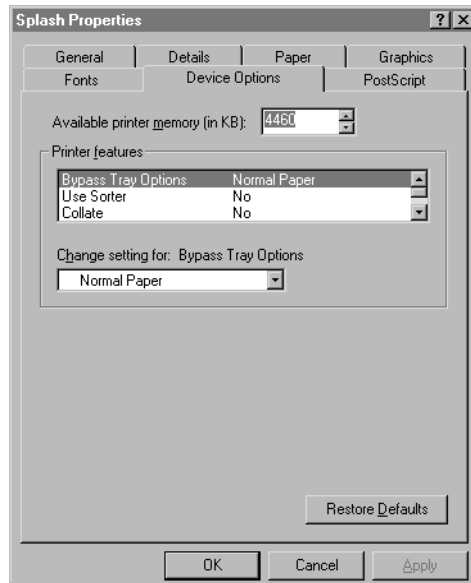 Splash Properties
General Details Paper Graphics
Fonts Device Options PostScript
Available printer memory (in KB): 4460
Printer features
Bypass Tray Options Normal Paper
Use Sorter No
Collate No
Change setting for: Bypass Tray Options
Normal Paper
Restore Defaults
OK Cancel Apply